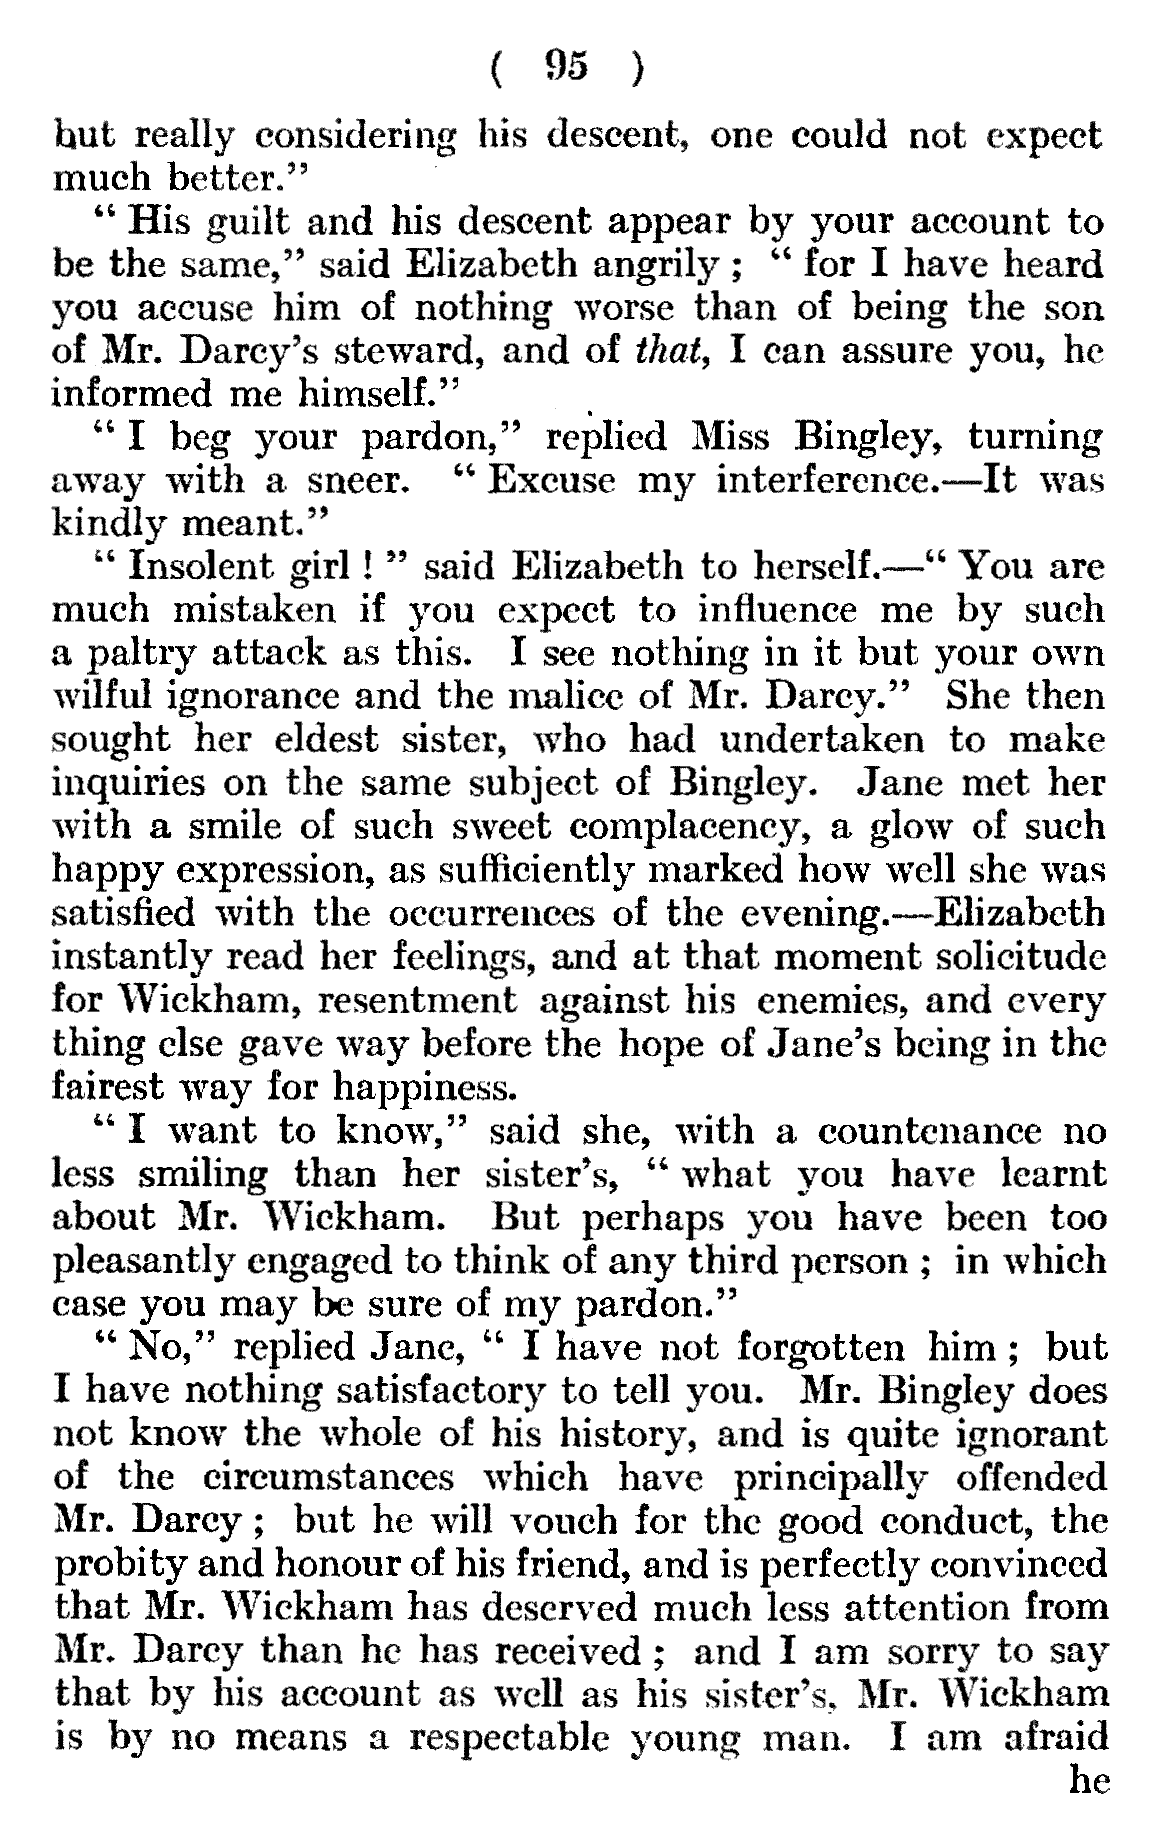 ( 95 )
but really considering his descent, one could not expect
much better.”
“ His guilt and his descent appear by your account to
be the same,” said Elizabeth angrily ; “ for I have heard
you accuse him of nothing worse than of being the son
of Mr. Darcy’s steward, and of that, I can assure you, he
informed me himself.”
“ I beg your pardon,” replied Miss Bingley, turning
away with a sneer. “ Excuse my interference.—It was
kindly meant.”
“ Insolent girl ! ” said Elizabeth to herself.—“ You are
much mistaken if you expect to influence me by such
a paltry attack as this. I see nothing in it but your own
wilful ignorance and the malice of Mr. Darcy.” She then
sought her eldest sister, who had undertaken to make
inquiries on the same subject of Bingley. Jane met her
with a smile of such sweet complacency, a glow of such
happy expression, as sufficiently marked how well she was
satisfied with the occurrences of the evening.—Elizabeth
instantly read her feelings, and at that moment solicitude
for Wickham, resentment against his enemies, and every
thing else gave way before the hope of Jane’s being in the
fairest way for happiness.
“ I want to know,” said she, with a countenance no
less smiling than her sister’s, “ what you have learnt
about Mr. Wickham. But perhaps you have been too
pleasantly engaged to think of any third person ; in which
case you may be sure of my pardon.”
“ No,” replied Jane, “ I have not forgotten him ; but
I have nothing satisfactory to tell you. Mr. Bingley does
not know the whole of his history, and is quite ignorant
of the circumstances which have principally offended
Mr. Darcy ; but he will vouch for the good conduct, the
probity and honour of his friend, and is perfectly convinced
that Mr. Wickham has deserved much less attention from
Mr. Darcy than he has received ; and I am sorry to say
that by his account as well as his sister’s, Mr. Wickham
is by no means a respectable young man. I am afraid
he